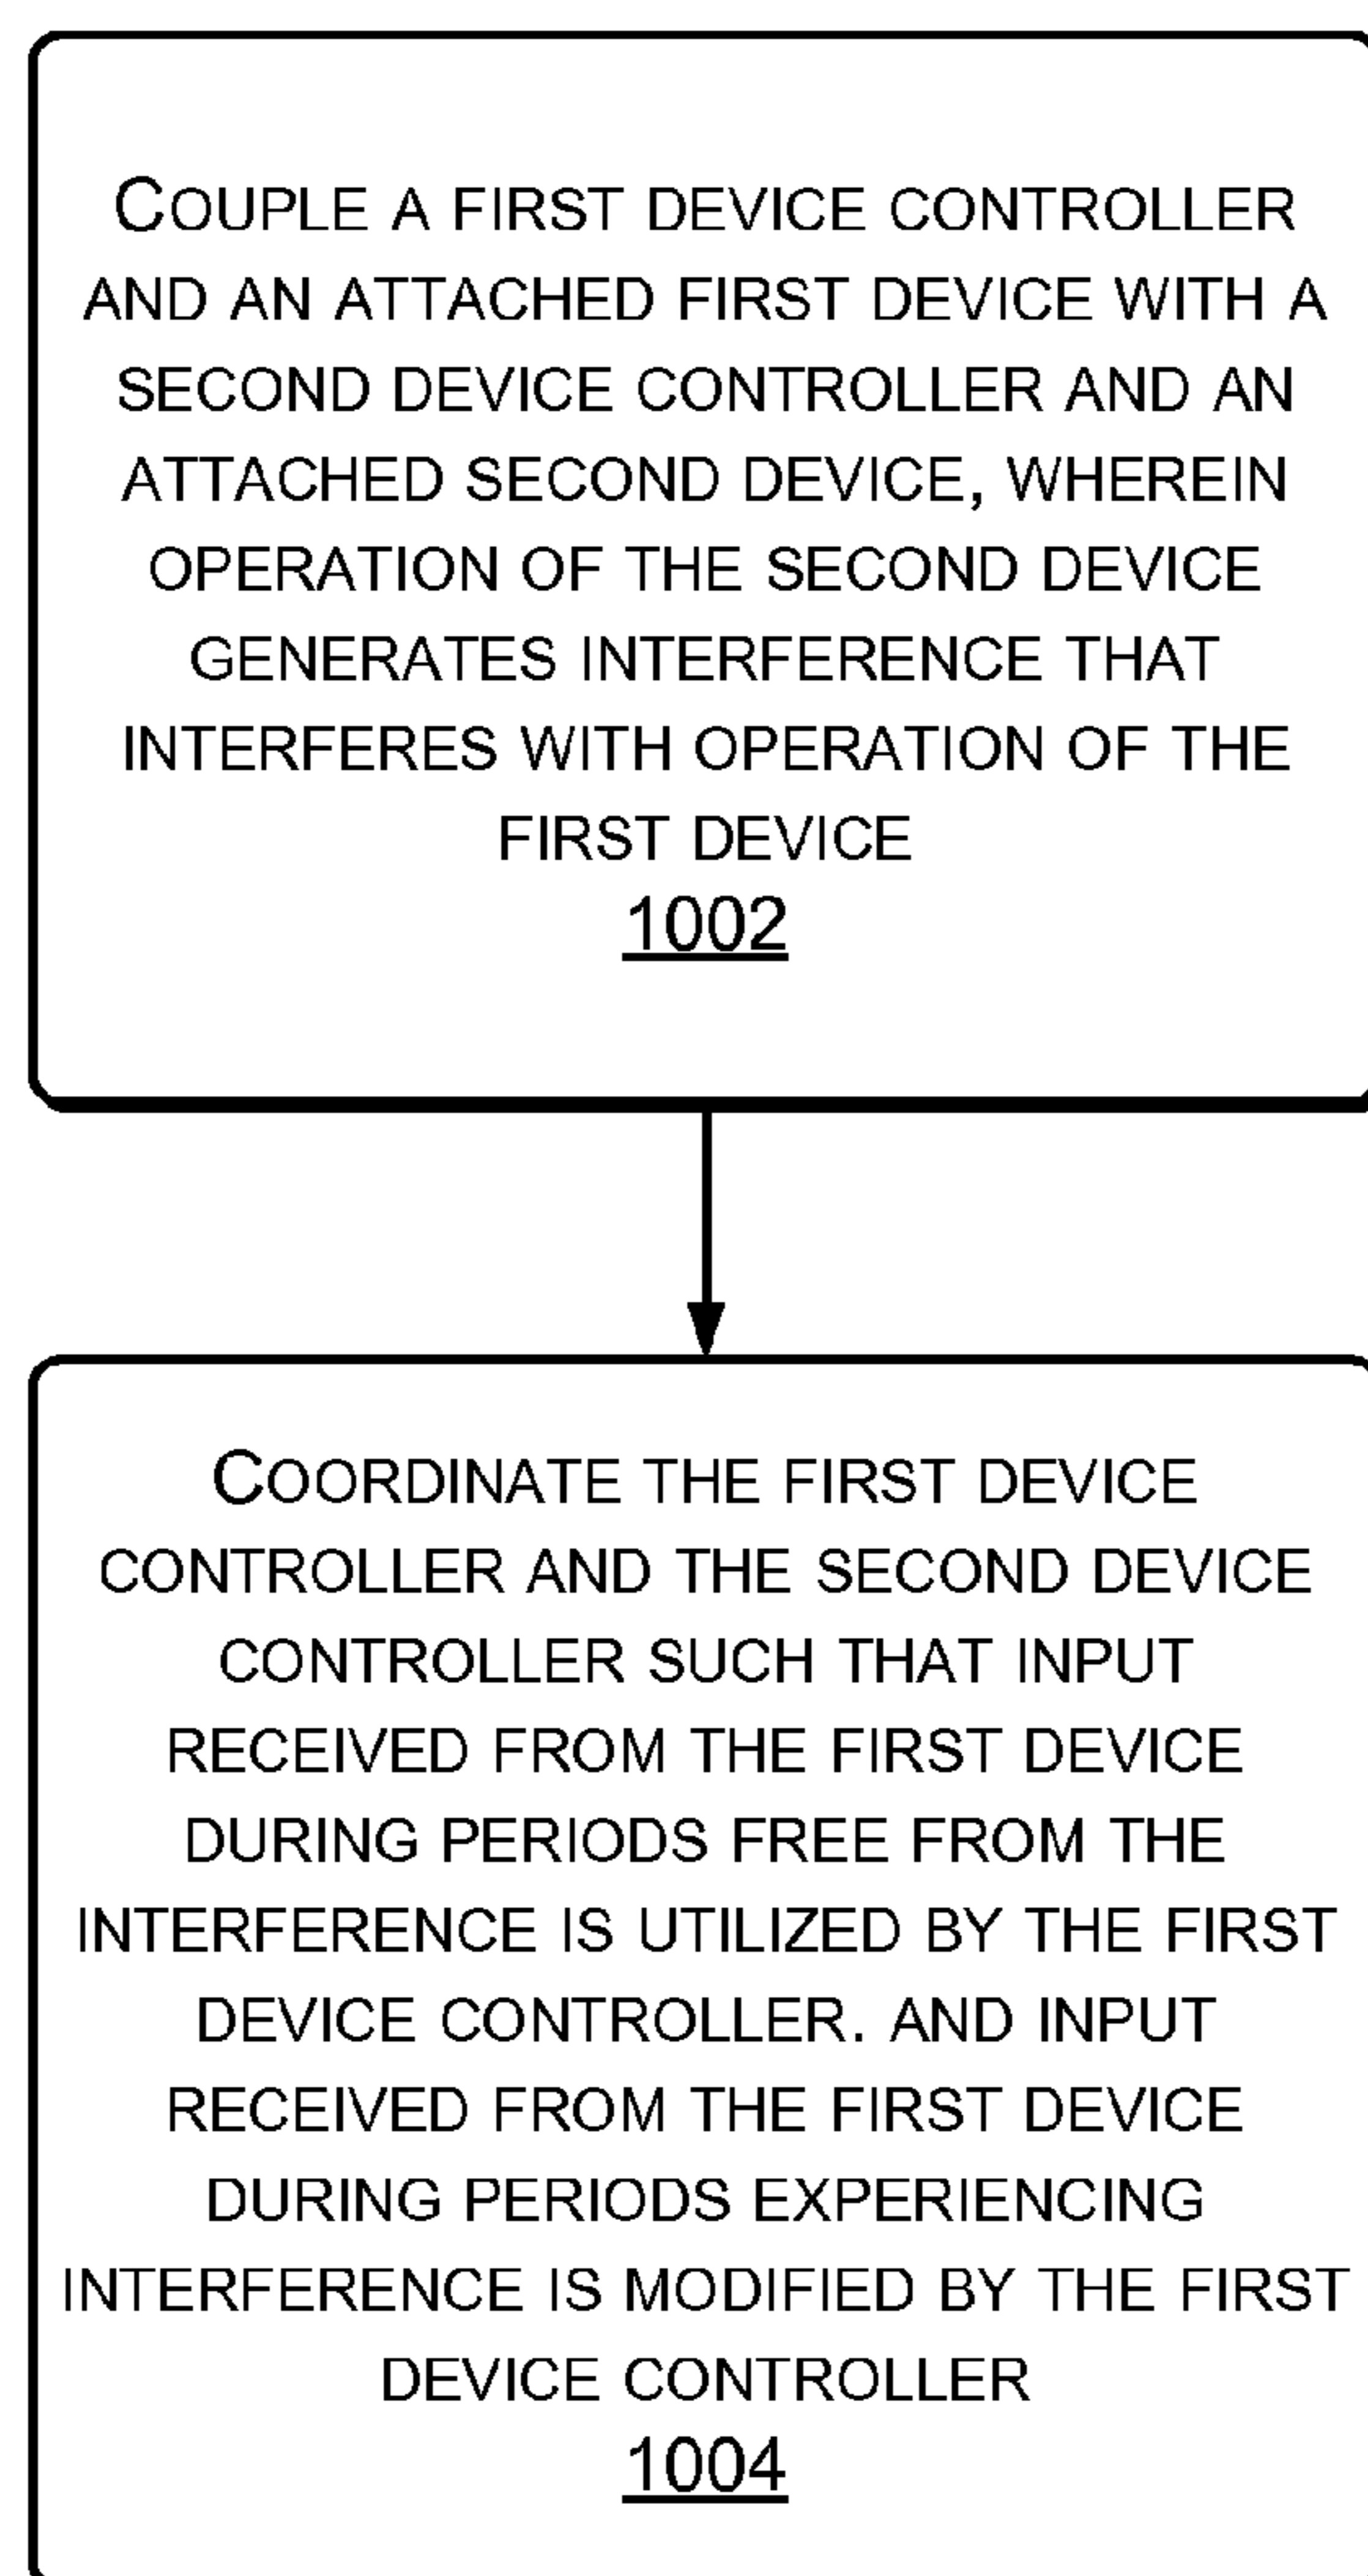 COUPLE A FIRST DEVICE CONTROLLER
AND AN ATTACHED FIRST DEVICE WITH A
SECOND DEVICE CONTROLLER AND AN
ATTACHED SECOND DEVICE, WHEREIN
OPERATION OF THE SECOND DEVICE
GENERATES INTERFERENCE THAT
INTERFERES WITH OPERATION OF THE
FIRST DEVICE
1002
COORDINATE THE FIRST DEVICE
CONTROLLER AND THE SECOND DEVICE
CONTROLLER SUCH THAT INPUT
RECEIVED FROM THE FIRST DEVICE
DURING PERIODS FREE FROM THE
INTERFERENCE IS UTILIZED BY THE FIRST
DEVICE CONTROLLER. AND INPUT
RECEIVED FROM THE FIRST DEVICE
DURING PERIODS EXPERIENCING
INTERFERENCE IS MODIFIED BY THE FIRST
DEVICE CONTROLLER
1004